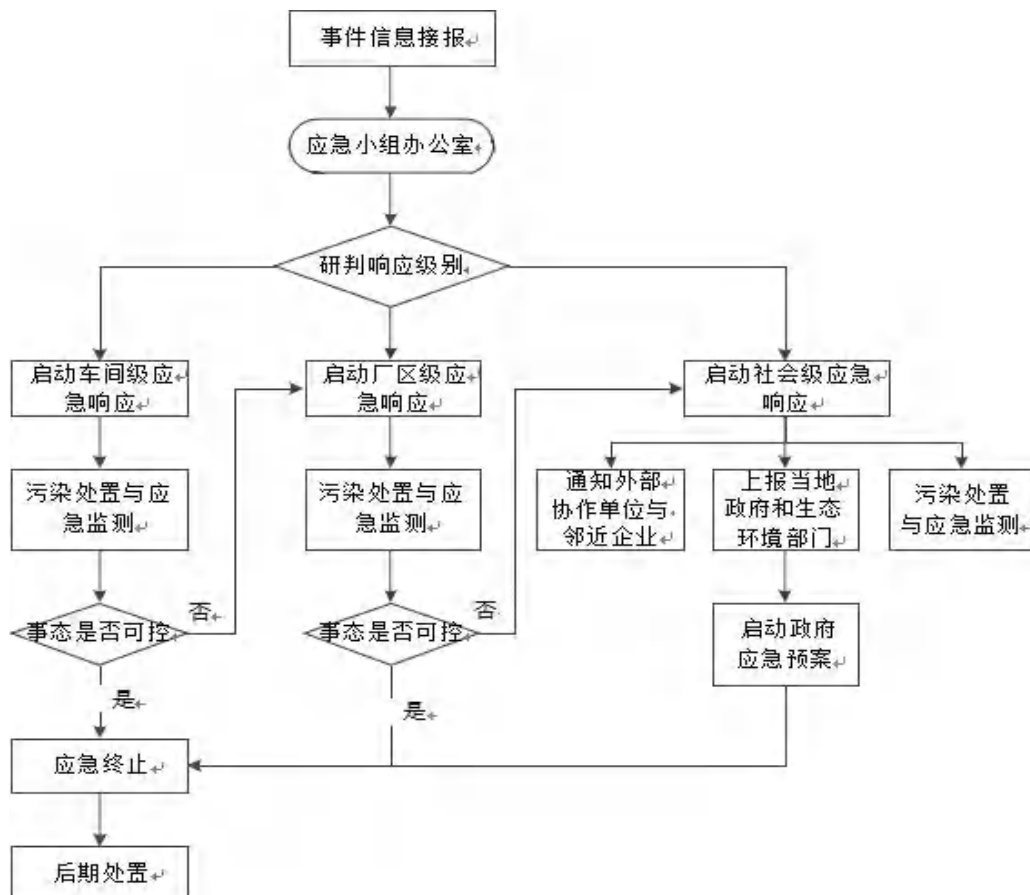 事件信息接报
应急小组办公室
研判响应级别
启动车间级应
急响应
启动厂区级应
急响应
启动社会级应急
响应
污染处置与应
急监测
污染处置与应
急监测
通知外部
协作单位与
邻近企业
上报当地
政府和生态
环境部门
污染处置
与应急监测
事态是否可控
否
事态是否可控
否
启动政府
应急预案
是
是
应急终止
后期处置